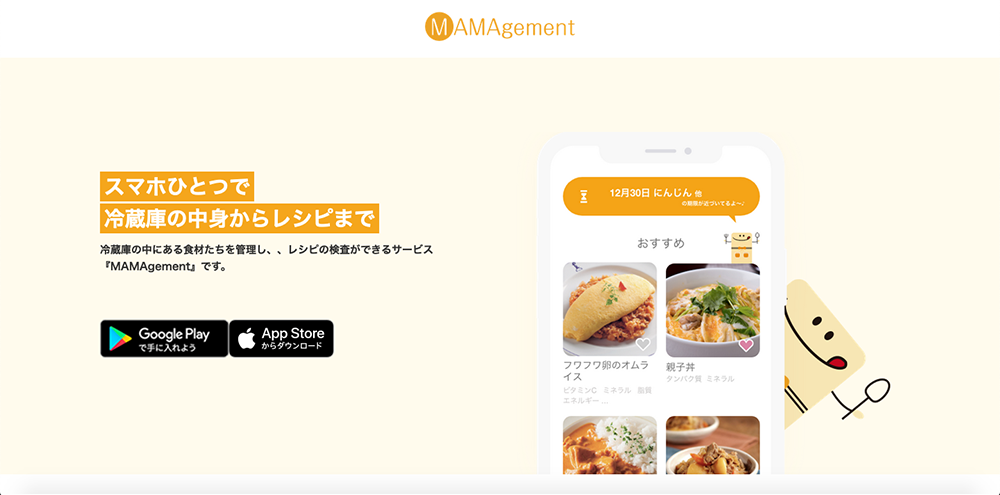 MAMAgement
スマホひとつで
冷蔵庫の中身からレシピまで
冷蔵庫の中にある食材たちを管理し、、レシピの検査ができるサービス
『MAMAgement』です。
Google Play
で手に入れよう
App Store
からダウンロード
12月30日 にんじん 他
の期限が近づいてるよ〜♪
おすすめ
フワフワ卵のオムラ
イス
ビタミンC ミネラル 脂質
エネルギー ...
親子丼
タンパク質 ミネラル